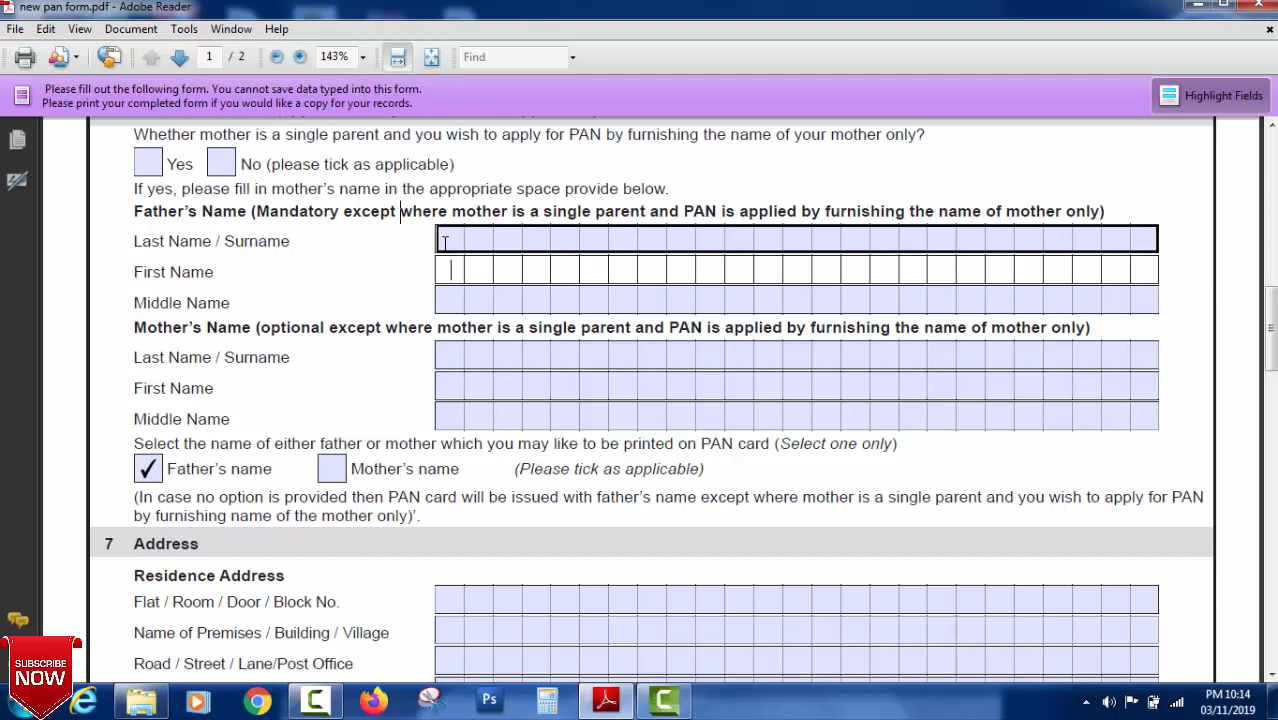 new pan form.pdf - Adobe Reader
File Edit View Document Tools Window Help
1 / 2 143% Find
Please fill out the following form. You cannot save data typed into this form.
Please print your completed form if you would like a copy for your records.
Highlight Fields
Whether mother is a single parent and you wish to apply for PAN by furnishing the name of your mother only?
Yes No (please tick as applicable)
If yes, please fill in mother's name in the appropriate space provide below.
Father's Name (Mandatory except where mother is a single parent and PAN is applied by furnishing the name of mother only)
Last Name / Surname
First Name
Middle Name
Mother's Name (optional except where mother is a single parent and PAN is applied by furnishing the name of mother only)
Last Name / Surname
First Name
Middle Name
Select the name of either father or mother which you may like to be printed on PAN card (Select one only)
✓ Father's name Mother's name (Please tick as applicable)
(In case no option is provided then PAN card will be issued with father's name except where mother is a single parent and you wish to apply for PAN
by furnishing name of the mother only)'.
7 Address
Residence Address
Flat / Room / Door / Block No.
Name of Premises / Building / Village
Road / Street / Lane/Post Office
SUBSCRIBE
NOW
Ps
PM 10:14
03/11/2019